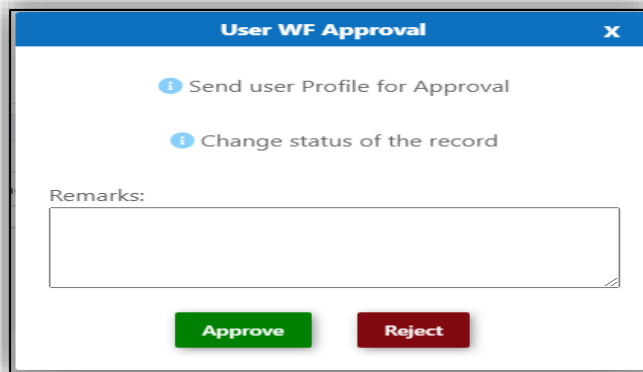 User WF Approval X
Send user Profile for Approval
Change status of the record
Remarks:
Approve Reject